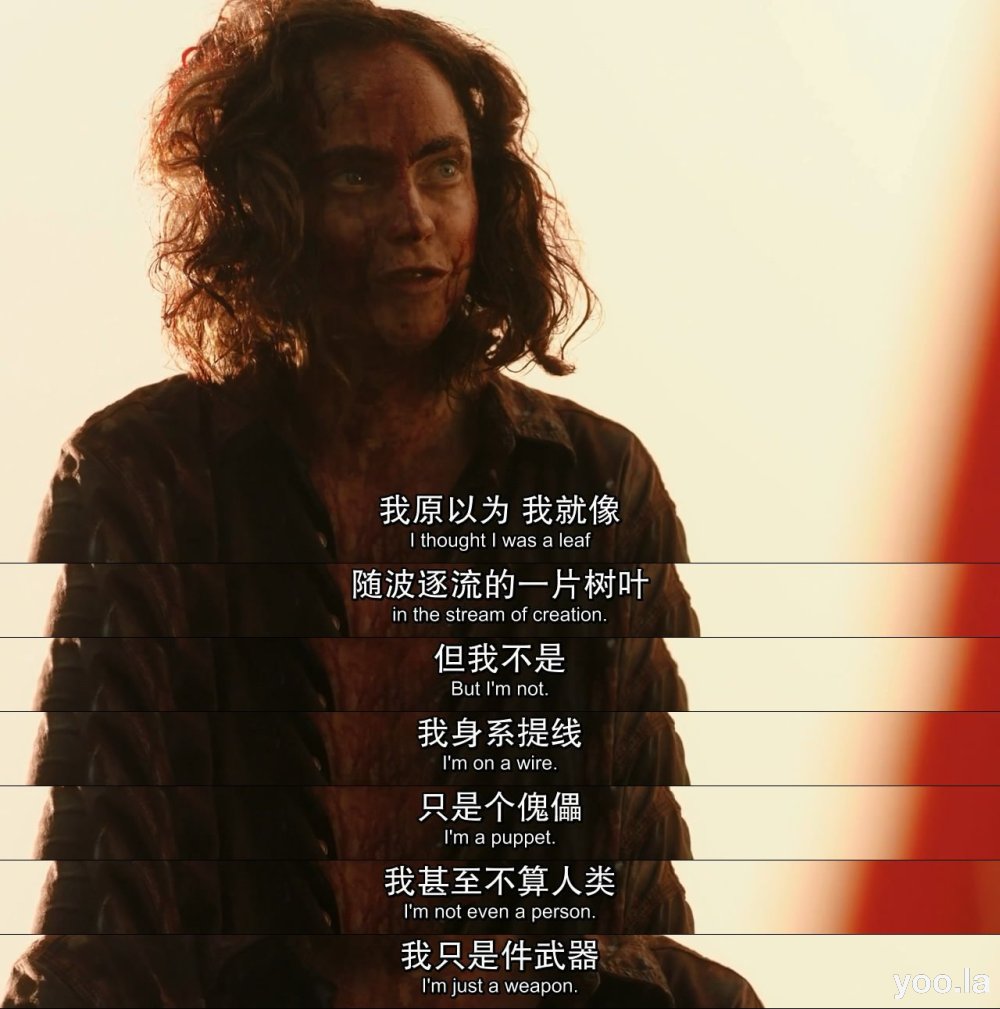 我原以为 我就像
I thought I was a leaf
随波逐流的一片树叶
in the stream of creation.
但我不是
But I'm not.
我身系提线
I'm on a wire.
只是个傀儡
I'm a puppet.
我甚至不算人类
I'm not even a person.
我只是件武器
I'm just a weapon.
yoo.la